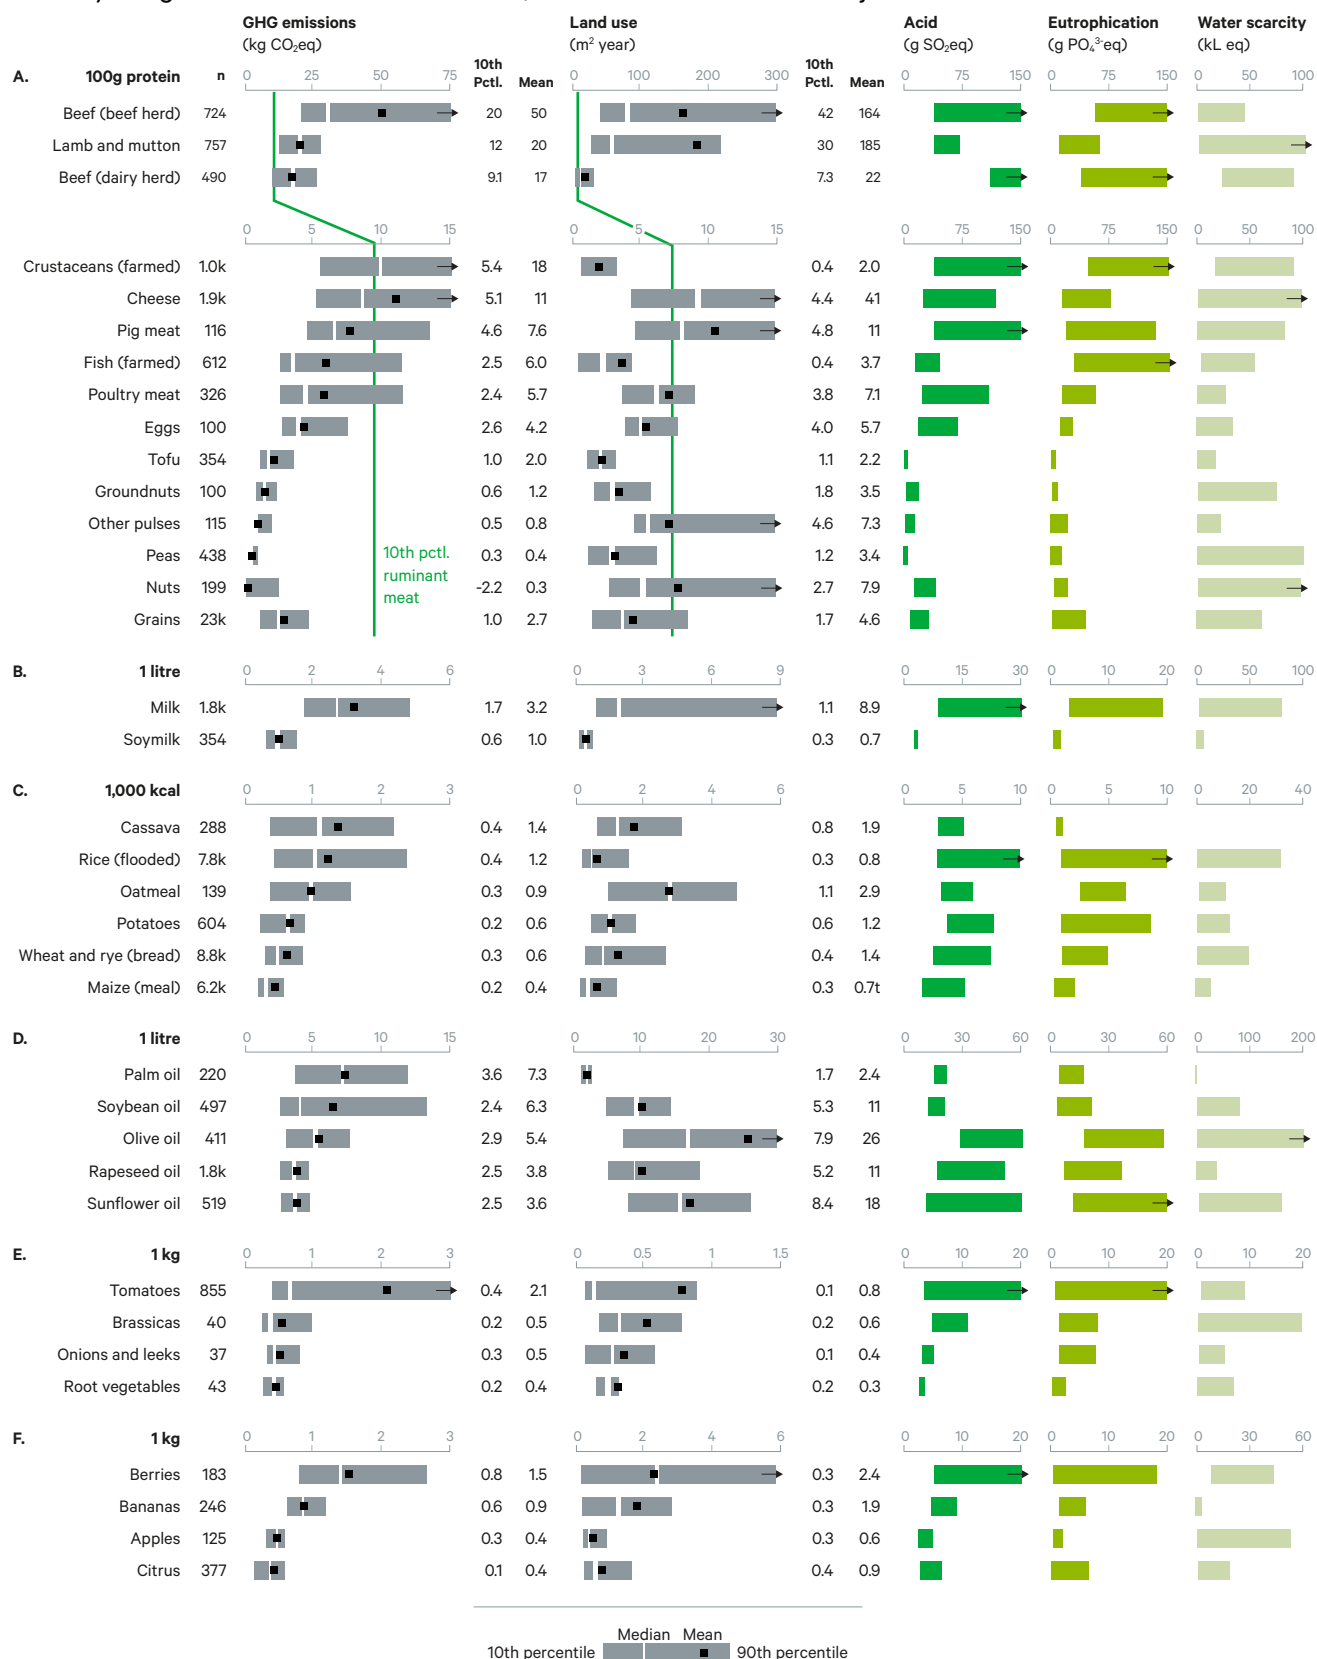 GHG emissions Land use Acid Eutrophication Water scarcity
(kg CO₂eq) (m² year) (g SO₂eq) (g PO₄³⁻eq) (kL eq)
A. 100g protein n 0 25 50 75 10th Pctl. Mean 0 100 200 300 10th Pctl. Mean 0 75 150 0 75 150 0 50 100
Beef (beef herd) 724 20 50 42 164
Lamb and mutton 757 12 20 30 185
Beef (dairy herd) 490 9.1 17 7.3 22
0 5 10 15 0 5 10 15 0 75 150 0 75 150 0 50 100
Crustaceans (farmed) 1.0k 5.4 18 0.4 2.0
Cheese 1.9k 5.1 11 4.4 41
Pig meat 116 4.6 7.6 4.8 11
Fish (farmed) 612 2.5 6.0 0.4 3.7
Poultry meat 326 2.4 5.7 3.8 7.1
Eggs 100 2.6 4.2 4.0 5.7
Tofu 354 1.0 2.0 1.1 2.2
Groundnuts 100 0.6 1.2 1.8 3.5
Other pulses 115 0.5 0.8 4.6 7.3
Peas 438 0.3 0.4 1.2 3.4
Nuts 199 -2.2 0.3 2.7 7.9
Grains 23k 1.0 2.7 1.7 4.6
10th pctl.
ruminant
meat
B. 1 litre 0 2 4 6 0 3 6 9 0 15 30 0 10 20 0 50 100
Milk 1.8k 1.7 3.2 1.1 8.9
Soymilk 354 0.6 1.0 0.3 0.7
C. 1,000 kcal 0 1 2 3 0 2 4 6 0 5 10 0 5 10 0 20 40
Cassava 288 0.4 1.4 0.8 1.9
Rice (flooded) 7.8k 0.4 1.2 0.3 0.8
Oatmeal 139 0.3 0.9 1.1 2.9
Potatoes 604 0.2 0.6 0.6 1.2
Wheat and rye (bread) 8.8k 0.3 0.6 0.4 1.4
Maize (meal) 6.2k 0.2 0.4 0.3 0.7t
D. 1 litre 0 5 10 15 0 10 20 30 0 30 60 0 30 60 0 100 200
Palm oil 220 3.6 7.3 1.7 2.4
Soybean oil 497 2.4 6.3 5.3 11
Olive oil 411 2.9 5.4 7.9 26
Rapeseed oil 1.8k 2.5 3.8 5.2 11
Sunflower oil 519 2.5 3.6 8.4 18
E. 1 kg 0 1 2 3 0 0.5 1 1.5 0 10 20 0 10 20 0 10 20
Tomatoes 855 0.4 2.1 0.1 0.8
Brassicas 40 0.2 0.5 0.2 0.6
Onions and leeks 37 0.3 0.5 0.1 0.4
Root vegetables 43 0.2 0.4 0.2 0.3
F. 1 kg 0 1 2 3 0 2 4 6 0 10 20 0 10 20 0 30 60
Berries 183 0.8 1.5 0.3 2.4
Bananas 246 0.6 0.9 0.3 1.9
Apples 125 0.3 0.4 0.3 0.6
Citrus 377 0.1 0.4 0.4 0.9
Median Mean
10th percentile 90th percentile